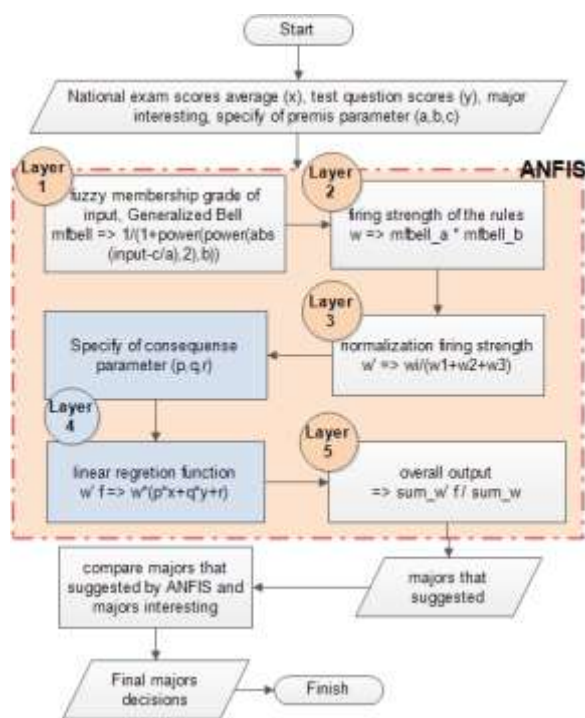 Start
National exam scores average (x), test question scores (y), major
interesting, specify of premis parameter (a,b,c)
ANFIS
Layer
1
fuzzy membership grade of
input, Generalized Bell
mfbell => 1/(1+power(power(abs
(input-c/a),2),b))
Layer
2
firing strength of the rules
w => mfbell_a * mfbell_b
Layer
3
normalization firing strength
w' => wi/(w1+w2+w3)
Specify of consequense
parameter (p,q,r)
Layer
4
linear regretion function
w' f => w*(p*x+q*y+r)
Layer
5
overall output
=> sum_w' f / sum_w
majors that
suggested
compare majors that
suggested by ANFIS and
majors interesting
Final majors
decisions
Finish